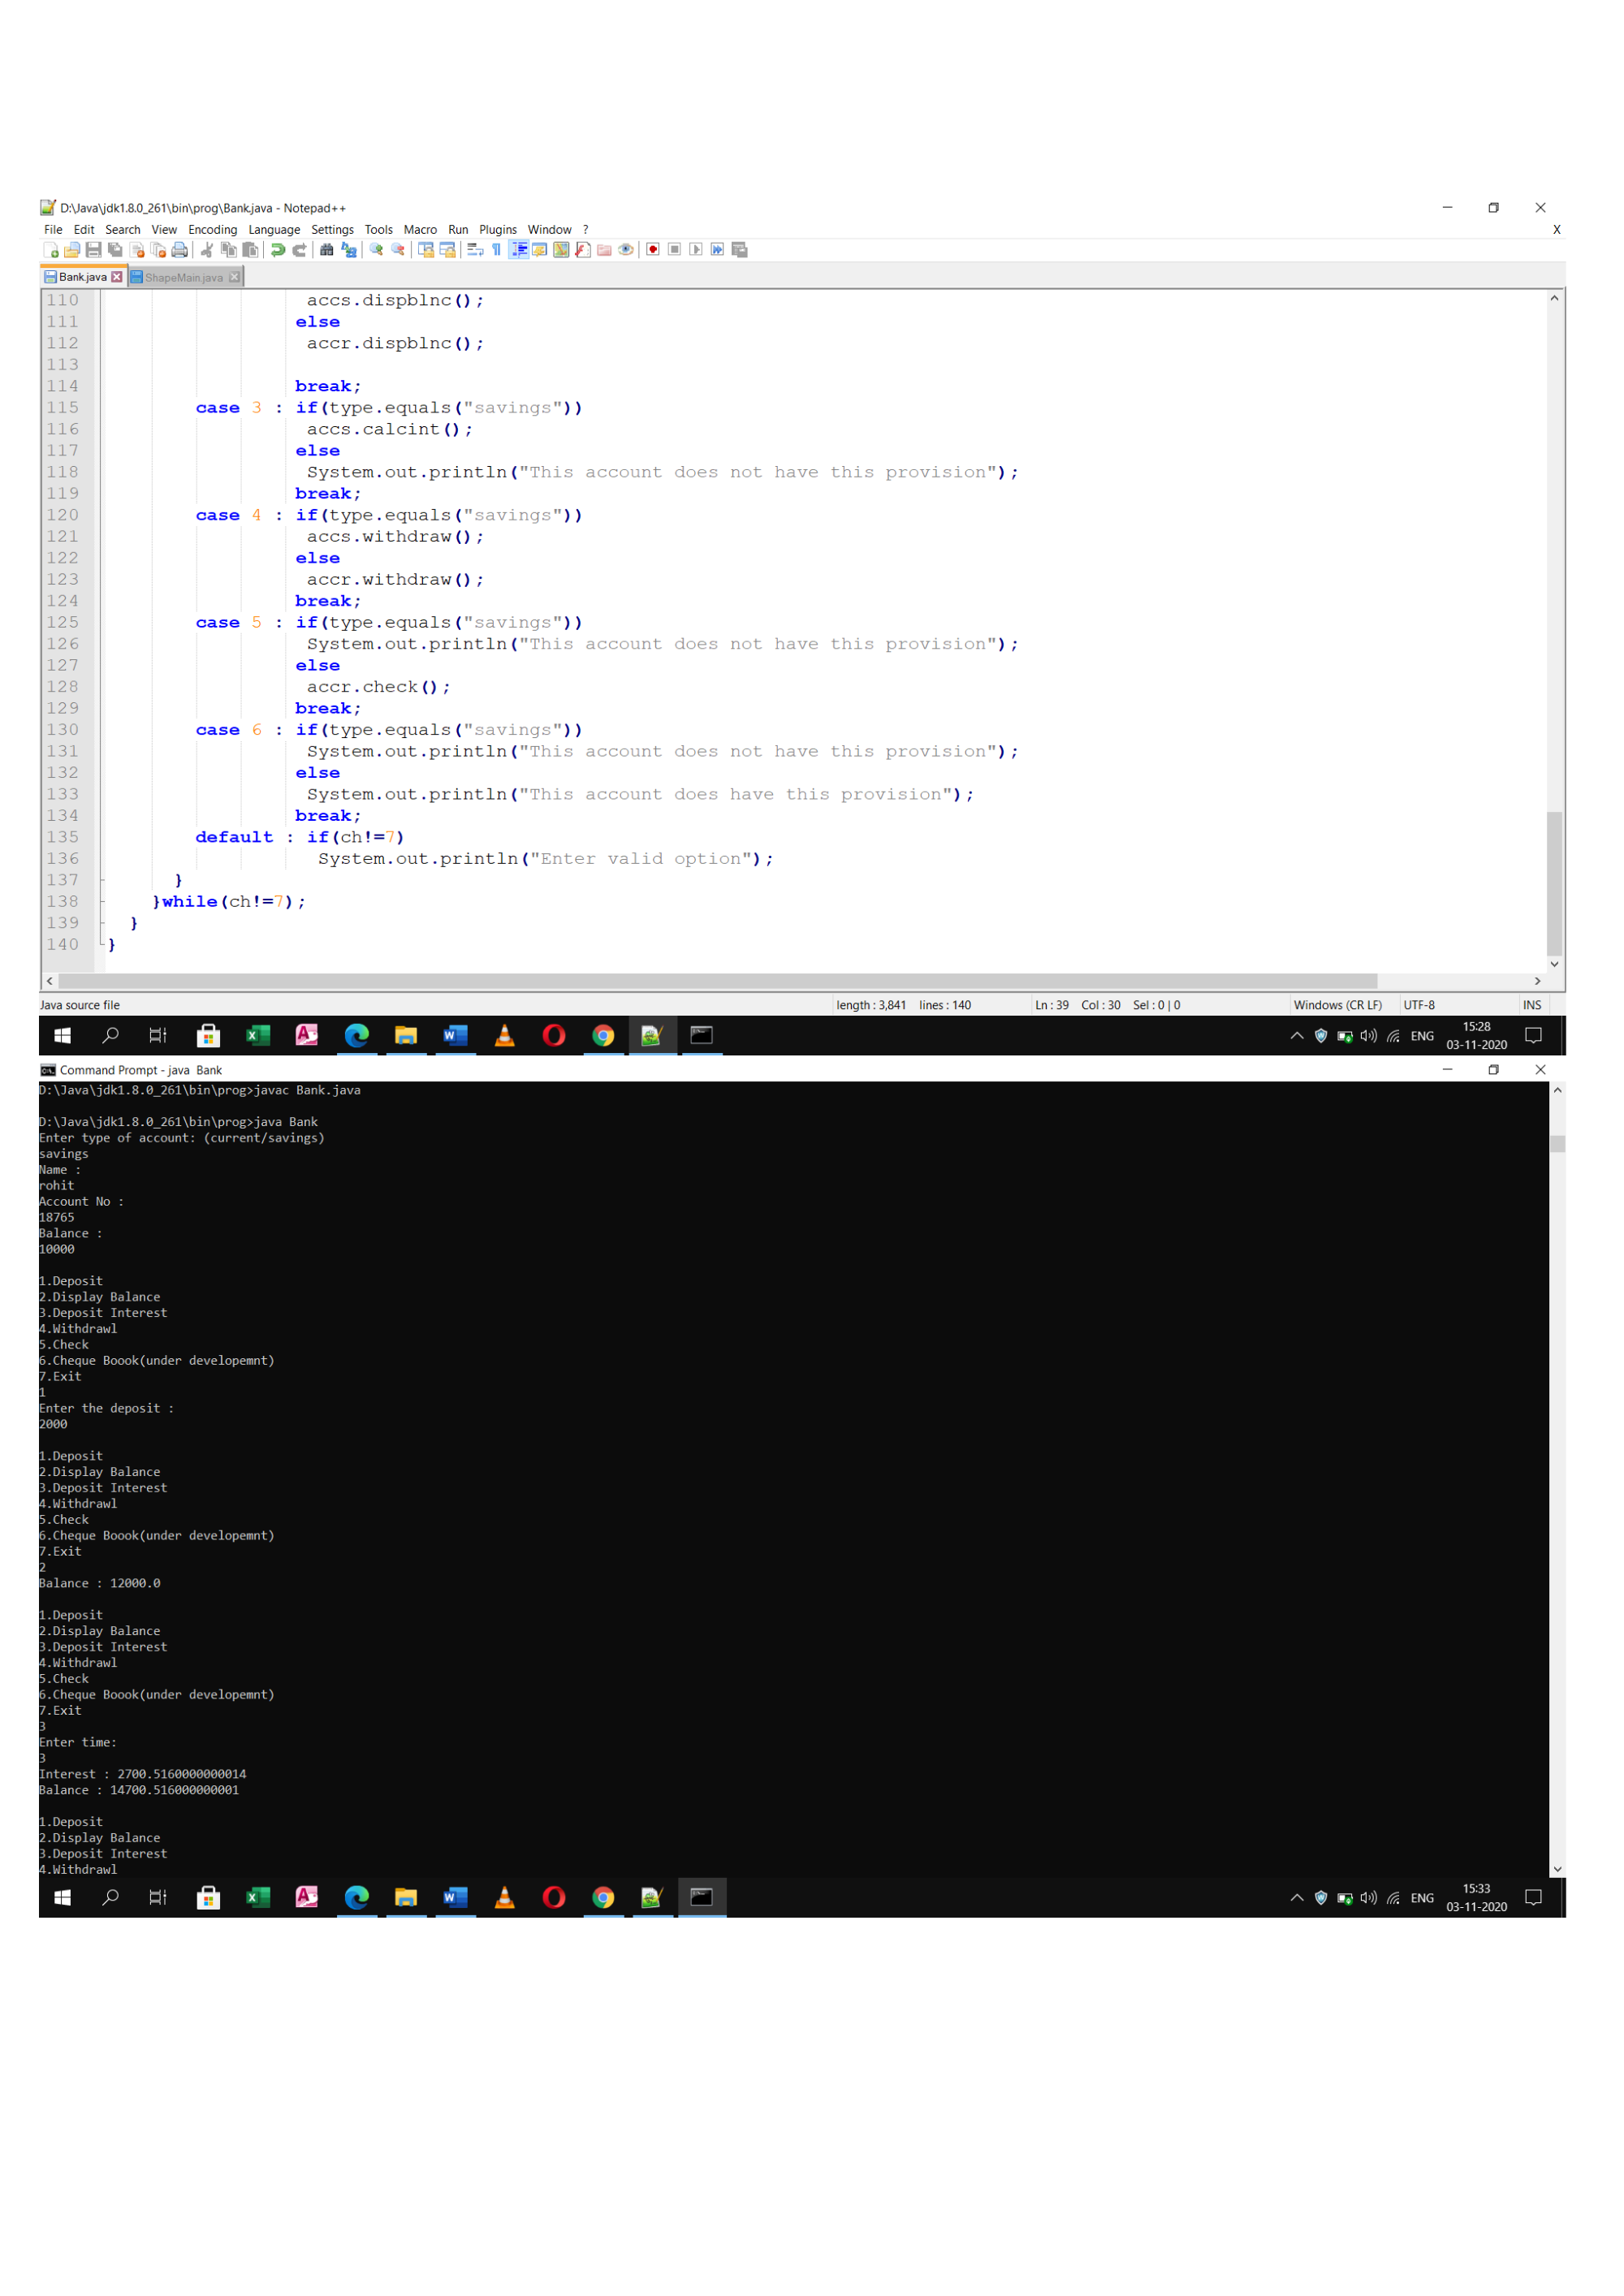 D:\Java\jdk1.8.0_261\bin\prog\Bank.java - Notepad++
File Edit Search View Encoding Language Settings Tools Macro Run Plugins Window ? X
Bank.java ShapeMain.java
110 accs.dispblnc();
111 else
112 accr.dispblnc();
113
114 break;
115 case 3 : if(type.equals("savings"))
116 accs.calcint();
117 else
118 System.out.println("This account does not have this provision");
119 break;
120 case 4 : if(type.equals("savings"))
121 accs.withdraw();
122 else
123 accr.withdraw();
124 break;
125 case 5 : if(type.equals("savings"))
126 System.out.println("This account does not have this provision");
127 else
128 accr.check();
129 break;
130 case 6 : if(type.equals("savings"))
131 System.out.println("This account does not have this provision");
132 else
133 System.out.println("This account does have this provision");
134 break;
135 default : if(ch!=7)
136 System.out.println("Enter valid option");
137 }
138 }while(ch!=7);
139 }
140 }
Java source file length : 3,841 lines : 140 Ln : 39 Col : 30 Sel : 0 | 0 Windows (CR LF) UTF-8 INS
ENG 15:28
03-11-2020
Command Prompt - java Bank
D:\Java\jdk1.8.0_261\bin\prog>javac Bank.java
D:\Java\jdk1.8.0_261\bin\prog>java Bank
Enter type of account: (current/savings)
savings
Name :
rohit
Account No :
18765
Balance :
10000
1.Deposit
2.Display Balance
3.Deposit Interest
4.Withdrawl
5.Check
6.Cheque Boook(under developemnt)
7.Exit
1
Enter the deposit :
2000
1.Deposit
2.Display Balance
3.Deposit Interest
4.Withdrawl
5.Check
6.Cheque Boook(under developemnt)
7.Exit
2
Balance : 12000.0
1.Deposit
2.Display Balance
3.Deposit Interest
4.Withdrawl
5.Check
6.Cheque Boook(under developemnt)
7.Exit
3
Enter time:
3
Interest : 2700.5160000000014
Balance : 14700.516000000001
1.Deposit
2.Display Balance
3.Deposit Interest
4.Withdrawl
ENG 15:33
03-11-2020